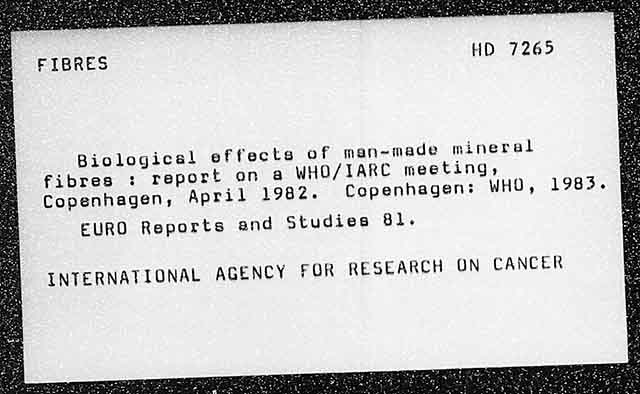 FIBRES HD 7265
Biological effects of man-made mineral
fibres : report on a WHO/IARC meeting,
Copenhagen, April 1982. Copenhagen: WHO, 1983.
EURO Reports and Studies 81.
INTERNATIONAL AGENCY FOR RESEARCH ON CANCER